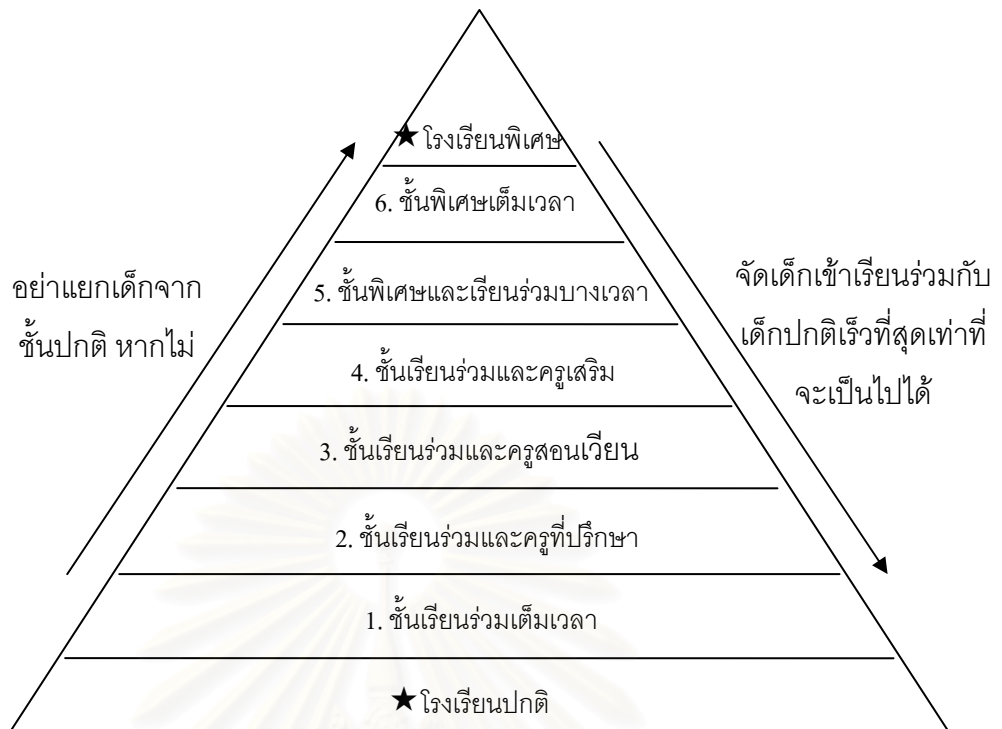 ★ โรงเรียนพิเศษ
6. ชั้นพิเศษเต็มเวลา
5. ชั้นพิเศษและเรียนร่วมบางเวลา
4. ชั้นเรียนร่วมและครูเสริม
3. ชั้นเรียนร่วมและครูสอนเวียน
2. ชั้นเรียนร่วมและครูที่ปรึกษา
1. ชั้นเรียนร่วมเต็มเวลา
★ โรงเรียนปกติ
อย่าแยกเด็กจาก
ชั้นปกติ หากไม่
จัดเด็กเข้าเรียนร่วมกับ
เด็กปกติเร็วที่สุดเท่าที่
จะเป็นไปได้